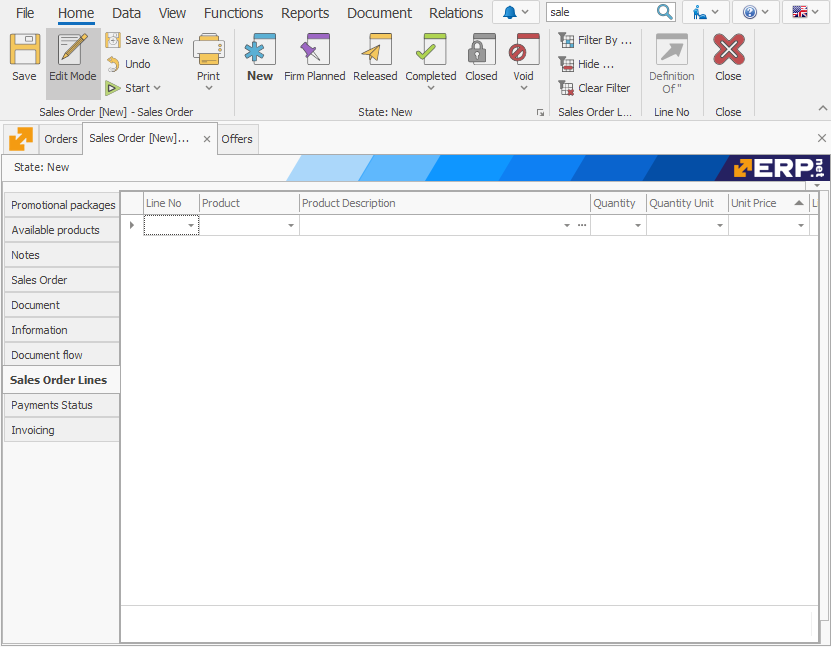 File Home Data View Functions Reports Document Document Relations sale
Save Edit Mode Save & New Undo Start Print New Firm Planned Released Completed Closed Void Filter By ... Hide ... Clear Filter Definition Of " Close
Sales Order [New] - Sales Order State: New Sales Order L... Line No Close
Orders Sales Order [New]... Offers
State: New ERP.net
Line No Product Product Description Quantity Quantity Unit Unit Price
Promotional packages
Available products
Notes
Sales Order
Document
Information
Document flow
Sales Order Lines
Payments Status
Invoicing